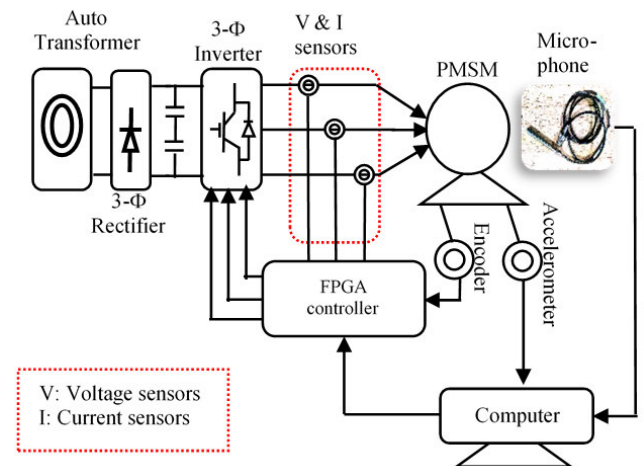 Auto
Transformer
3-Φ
Inverter
V & I
sensors
PMSM
Micro-
phone
3-Φ
Rectifier
Encoder
Accelerometer
FPGA
controller
V: Voltage sensors
I: Current sensors
Computer